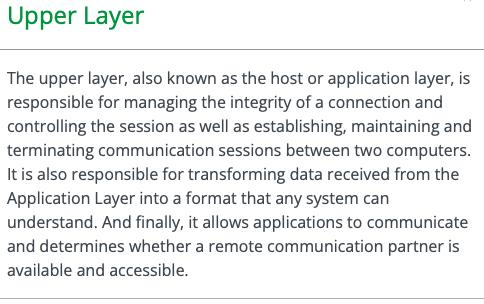 Upper Layer
The upper layer, also known as the host or application layer, is
responsible for managing the integrity of a connection and
controlling the session as well as establishing, maintaining and
terminating communication sessions between two computers.
It is also responsible for transforming data received from the
Application Layer into a format that any system can
understand. And finally, it allows applications to communicate
and determines whether a remote communication partner is
available and accessible.